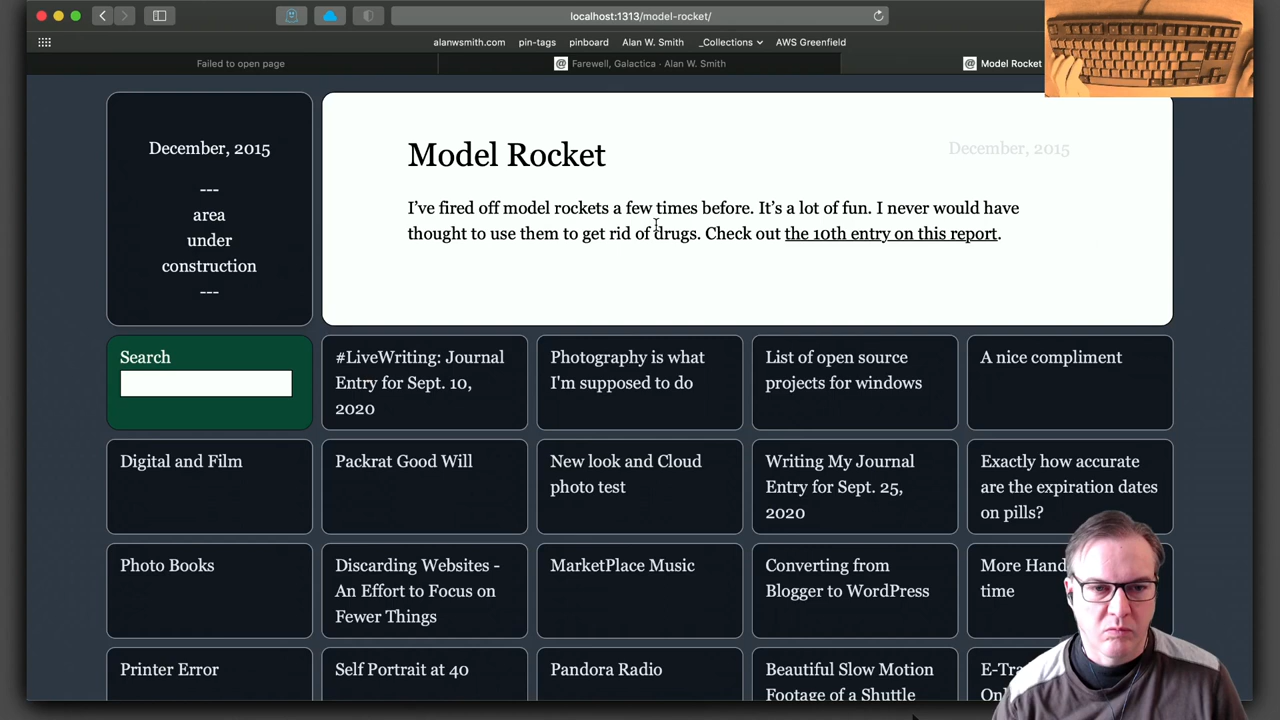 localhost:1313/model-rocket/
alanwsmith.com pin-tags pinboard Alan W. Smith _Collections AWS Greenfield
Failed to open page
@ Farewell, Galactica · Alan W. Smith
@ Model Rocket
December, 2015
---
area
under
construction
---
Model Rocket
December, 2015
I’ve fired off model rockets a few times before. It’s a lot of fun. I never would have
thought to use them to get rid of drugs. Check out the 10th entry on this report.
Search
#LiveWriting: Journal
Entry for Sept. 10,
2020
Photography is what
I'm supposed to do
List of open source
projects for windows
A nice compliment
Digital and Film
Packrat Good Will
New look and Cloud
photo test
Writing My Journal
Entry for Sept. 25,
2020
Exactly how accurate
are the expiration dates
on pills?
Photo Books
Discarding Websites -
An Effort to Focus on
Fewer Things
MarketPlace Music
Converting from
Blogger to WordPress
More
time
Printer Error
Self Portrait at 40
Pandora Radio
Beautiful Slow Motion
Footage of a Shuttle